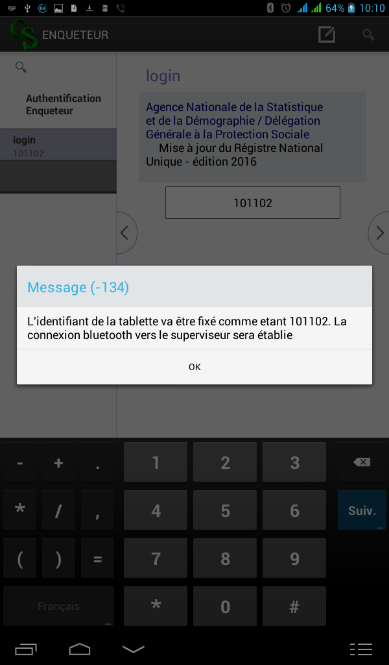 64% 10:10
CS ENQUETEUR
login
Authentification
Enqueteur
Agence Nationale de la Statistique
et de la Démographie / Délégation
Générale à la Protection Sociale
Mise à jour du Régistre National
Unique - édition 2016
login
101102
101102
Message (-134)
L'identifiant de la tablette va être fixé comme etant 101102. La
connexion bluetooth vers le superviseur sera établie
OK
- + . 1 2 3
* / , 4 5 6 Suiv.
( ) = 7 8 9
Français * 0 #